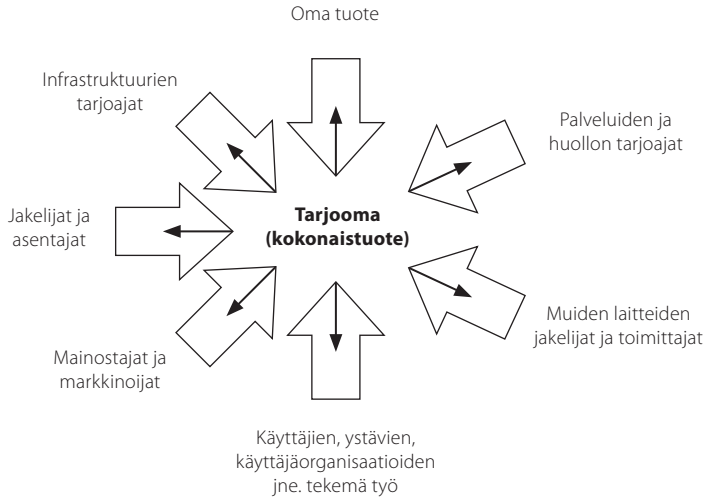 Oma tuote
Infrastruktuurien
tarjoajat
Palveluiden ja
huollon tarjoajat
Jakelijat ja
asentajat
Tarjooma
(kokonaistuote)
Mainostajat ja
markkinoijat
Muiden laitteiden
jakelijat ja toimittajat
Käyttäjien, ystävien,
käyttäjäorganisaatioiden
jne. tekemä työ